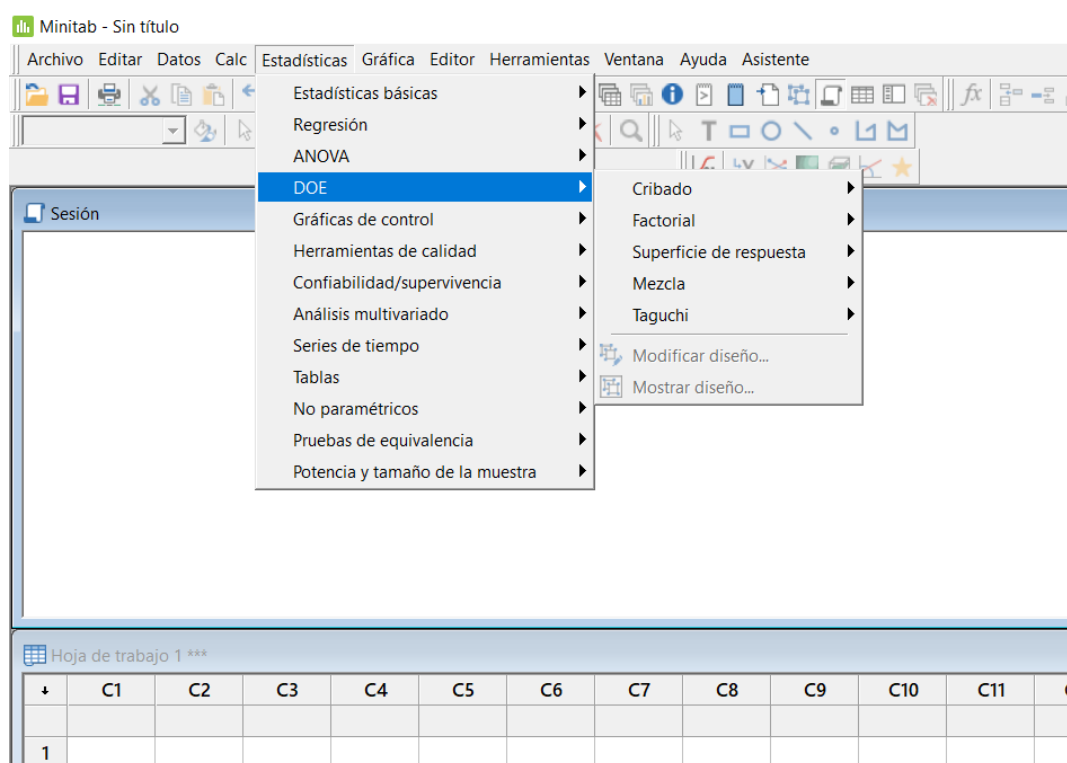 Minitab - Sin título
Archivo Editar Datos Calc Estadísticas Gráfica Editor Herramientas Ventana Ayuda Asistente
Estadísticas básicas
Regresión
ANOVA
DOE
Gráficas de control
Herramientas de calidad
Confiabilidad/supervivencia
Análisis multivariado
Series de tiempo
Tablas
No paramétricos
Pruebas de equivalencia
Potencia y tamaño de la muestra
Cribado
Factorial
Superficie de respuesta
Mezcla
Taguchi
Modificar diseño...
Mostrar diseño...
Sesión
Hoja de trabajo 1 ***
C1 C2 C3 C4 C5 C6 C7 C8 C9 C10 C11
1